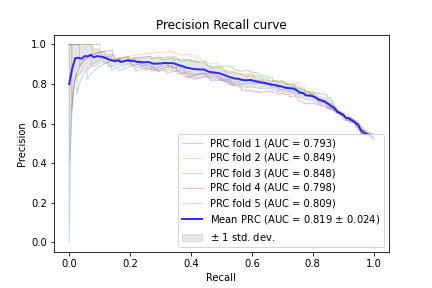 Precision Recall curve
1.0
0.8
0.6
0.4
0.2
0.0
Precision
PRC fold 1 (AUC = 0.793)
PRC fold 2 (AUC = 0.849)
PRC fold 3 (AUC = 0.848)
PRC fold 4 (AUC = 0.798)
PRC fold 5 (AUC = 0.809)
Mean PRC (AUC = 0.819 ± 0.024)
± 1 std. dev.
0.0 0.2 0.4 0.6 0.8 1.0
Recall